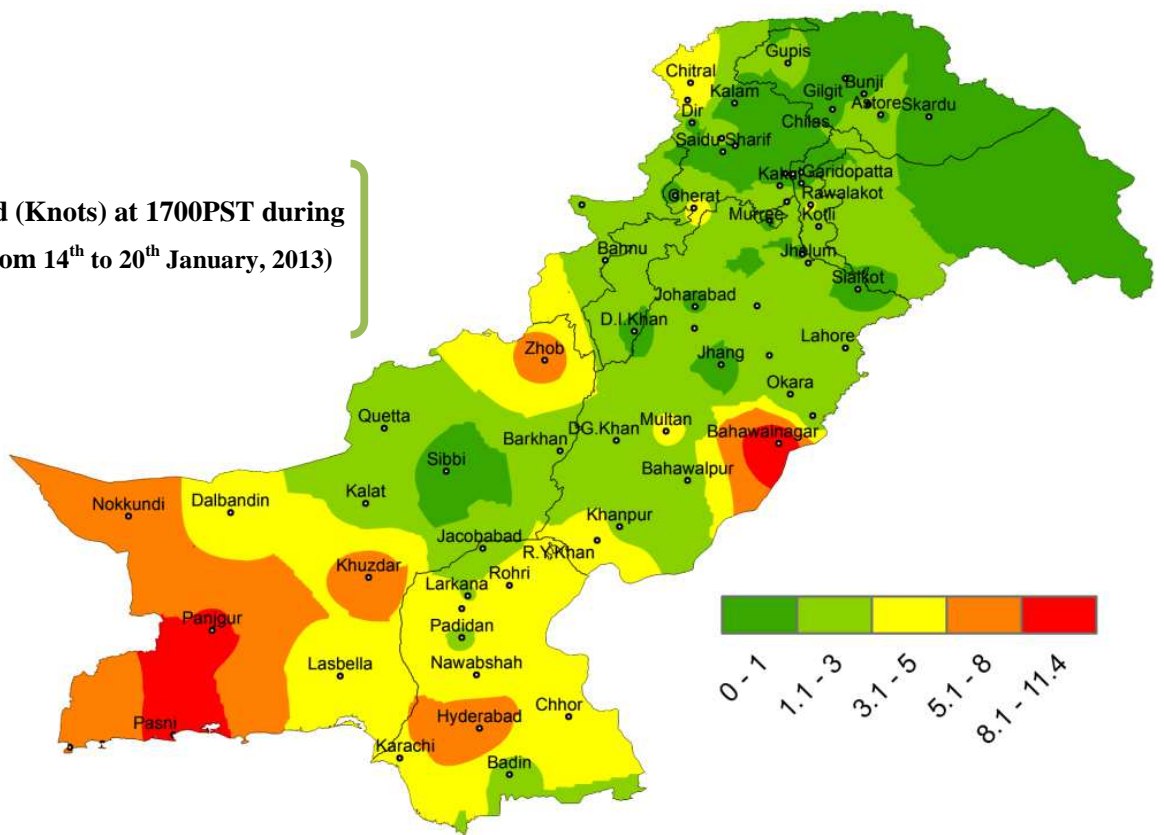 d (Knots) at 1700PST during
om 14th to 20th January, 2013)
Gupis
Chitral
Kalam
Bunji
Gilgit
Astore
Skardu
Dir
Chilas
Saidu Sharif
Garidopatta
Rawalakot
Cherat
Murree
Kotli
Bannu
Jhelum
Sialkot
Joharabad
D.I.Khan
Zhob
Lahore
Jhang
Okara
Quetta
Multan
DG.Khan
Bahawalnagar
Barkhan
Sibbi
Bahawalpur
Nokkundi
Dalbandin
Kalat
Khanpur
Jacobabad
R.Y.Khan
Khuzdar
Rohri
Larkana
Panjgur
Padidan
Lasbella
Nawabshah
Chhor
Pasni
Hyderabad
Karachi
Badin
0 - 1
1.1 - 3
3.1 - 5
5.1 - 8
8.1 - 11.4